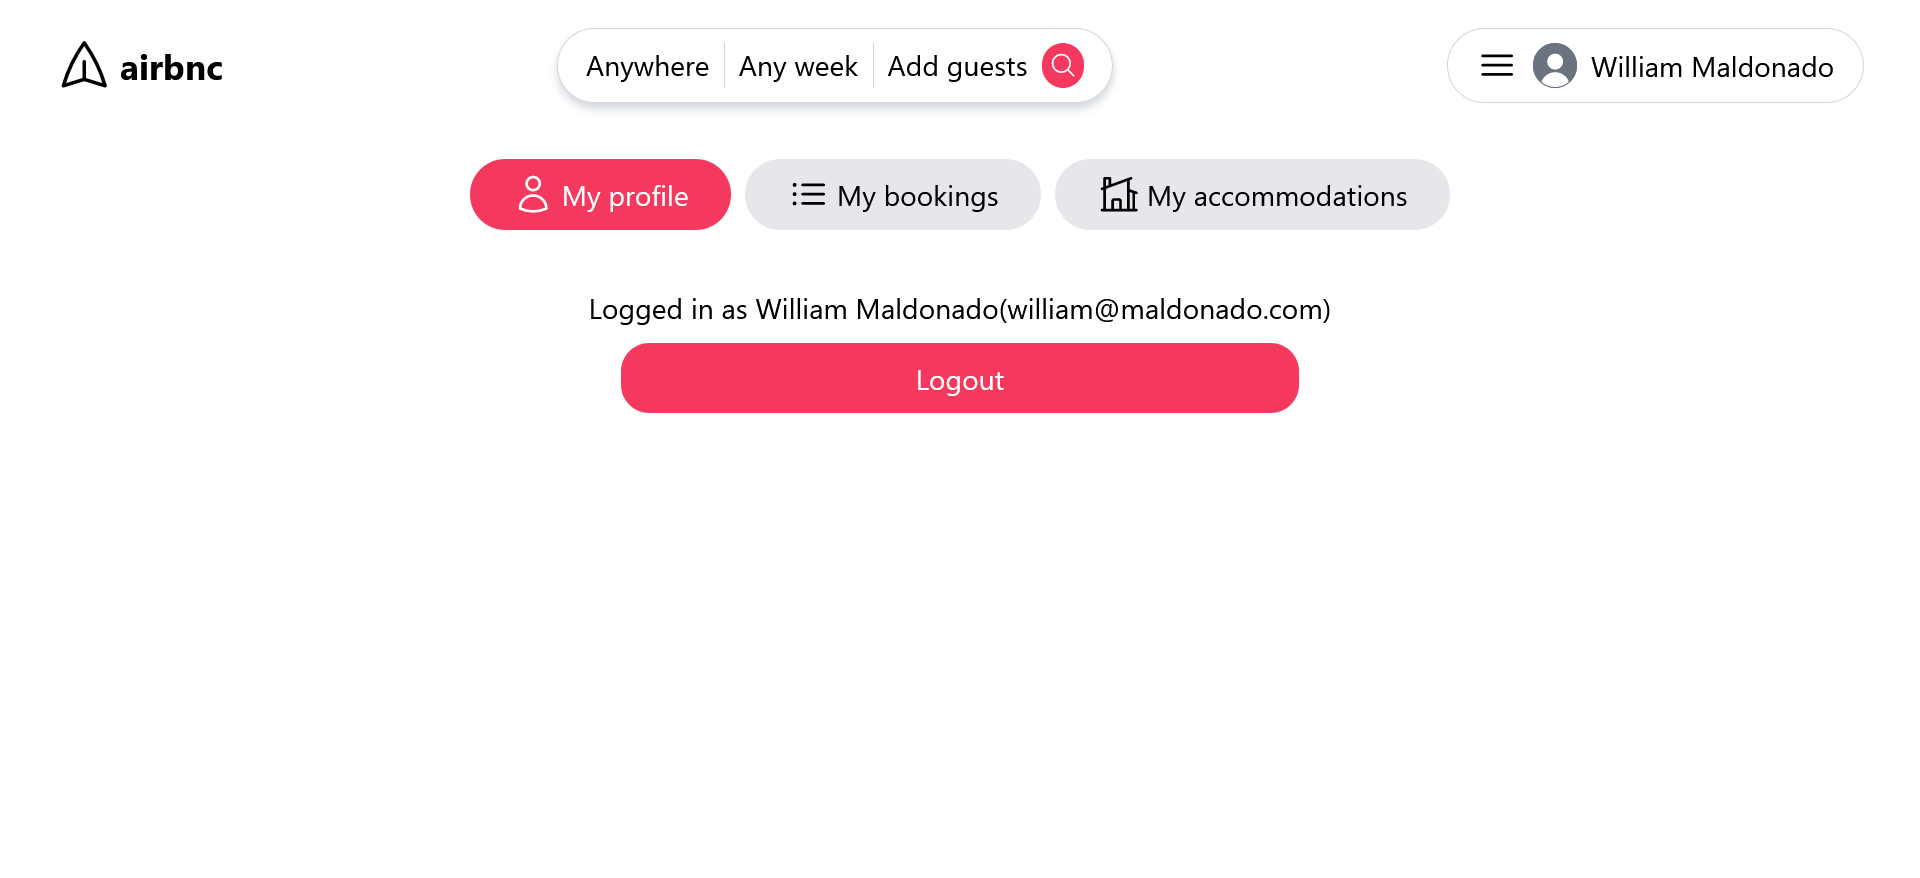 airbnc
Anywhere Any week Add guests
William Maldonado
My profile My bookings My accommodations
Logged in as William Maldonado(william@maldonado.com)
Logout